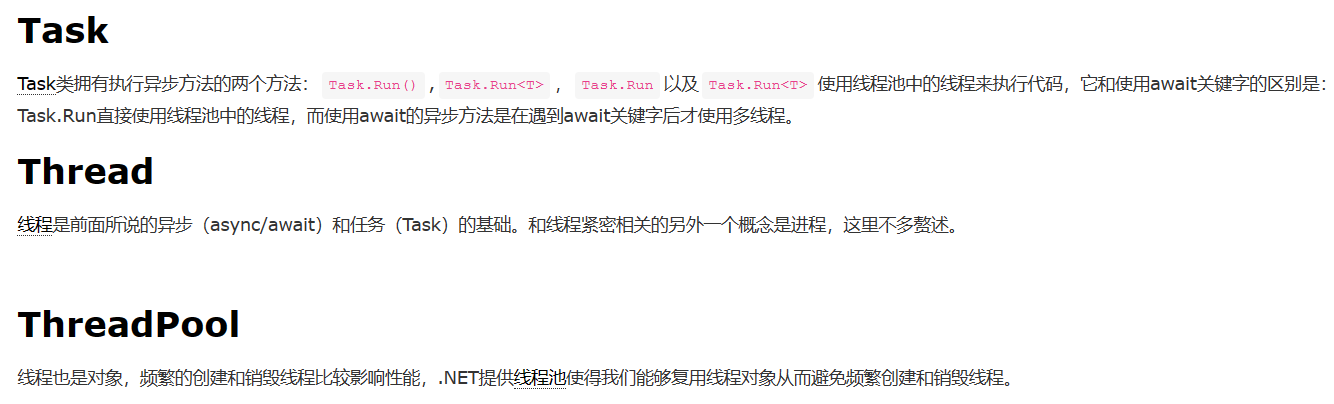 Task
Task类拥有执行异步方法的两个方法： Task.Run() ，Task.Run<T> ， Task.Run 以及 Task.Run<T> 使用线程池中的线程来执行代码，它和使用await关键字的区别是：
Task.Run直接使用线程池中的线程，而使用await的异步方法是在遇到await关键字后才使用多线程。
Thread
线程是前面所说的异步（async/await）和任务（Task）的基础。和线程紧密相关的另外一个概念是进程，这里不多赘述。
ThreadPool
线程也是对象，频繁的创建和销毁线程比较影响性能，.NET提供线程池使得我们能够复用线程对象从而避免频繁创建和销毁线程。